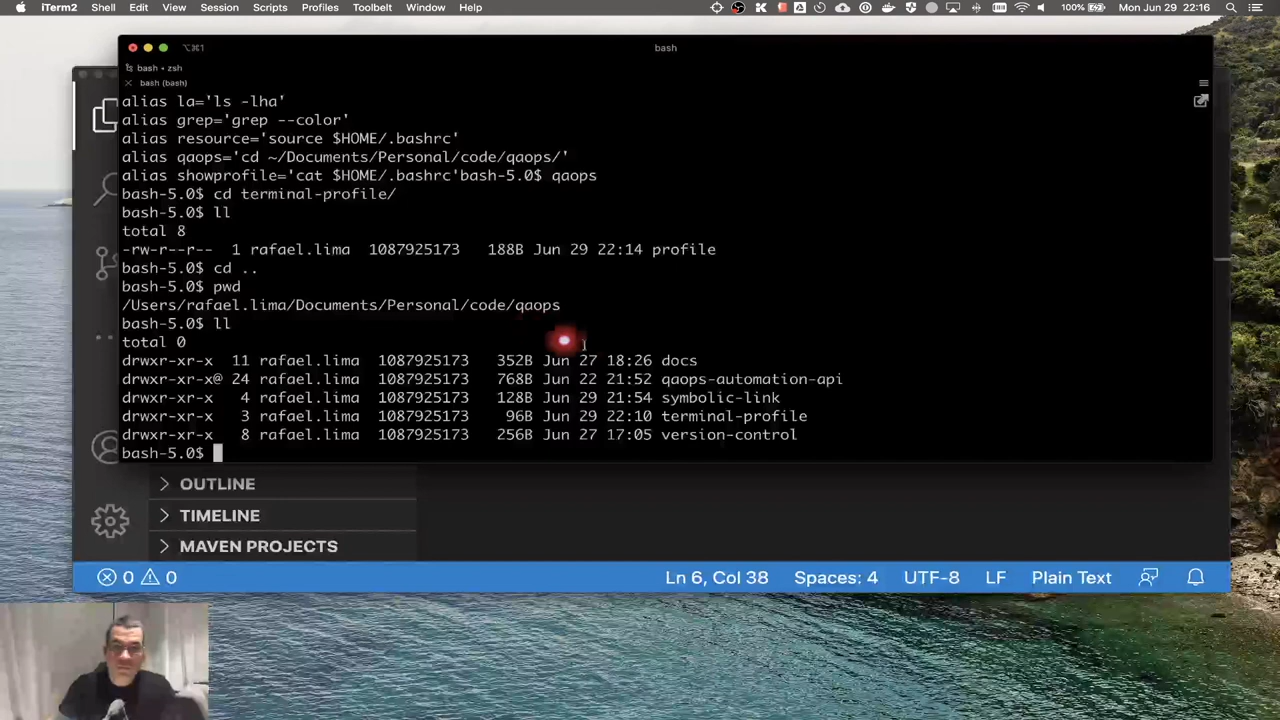 iTerm2 Shell Edit View Session Scripts Profiles Toolbelt Window Help 100% Mon Jun 29 22:16
⌥⌘1 bash
bash • zsh
bash (bash)
alias la='ls -lha'
alias grep='grep --color'
alias resource='source $HOME/.bashrc'
alias qaops='cd ~/Documents/Personal/code/qaops/'
alias showprofile='cat $HOME/.bashrc'bash-5.0$ qaops
bash-5.0$ cd terminal-profile/
bash-5.0$ ll
total 8
-rw-r--r-- 1 rafael.lima 1087925173 188B Jun 29 22:14 profile
bash-5.0$ cd ..
bash-5.0$ pwd
/Users/rafael.lima/Documents/Personal/code/qaops
bash-5.0$ ll
total 0
drwxr-xr-x 11 rafael.lima 1087925173 352B Jun 27 18:26 docs
drwxr-xr-x@ 24 rafael.lima 1087925173 768B Jun 22 21:52 qaops-automation-api
drwxr-xr-x 4 rafael.lima 1087925173 128B Jun 29 21:54 symbolic-link
drwxr-xr-x 3 rafael.lima 1087925173 96B Jun 29 22:10 terminal-profile
drwxr-xr-x 8 rafael.lima 1087925173 256B Jun 27 17:05 version-control
bash-5.0$
OUTLINE
TIMELINE
MAVEN PROJECTS
0 0 Ln 6, Col 38 Spaces: 4 UTF-8 LF Plain Text